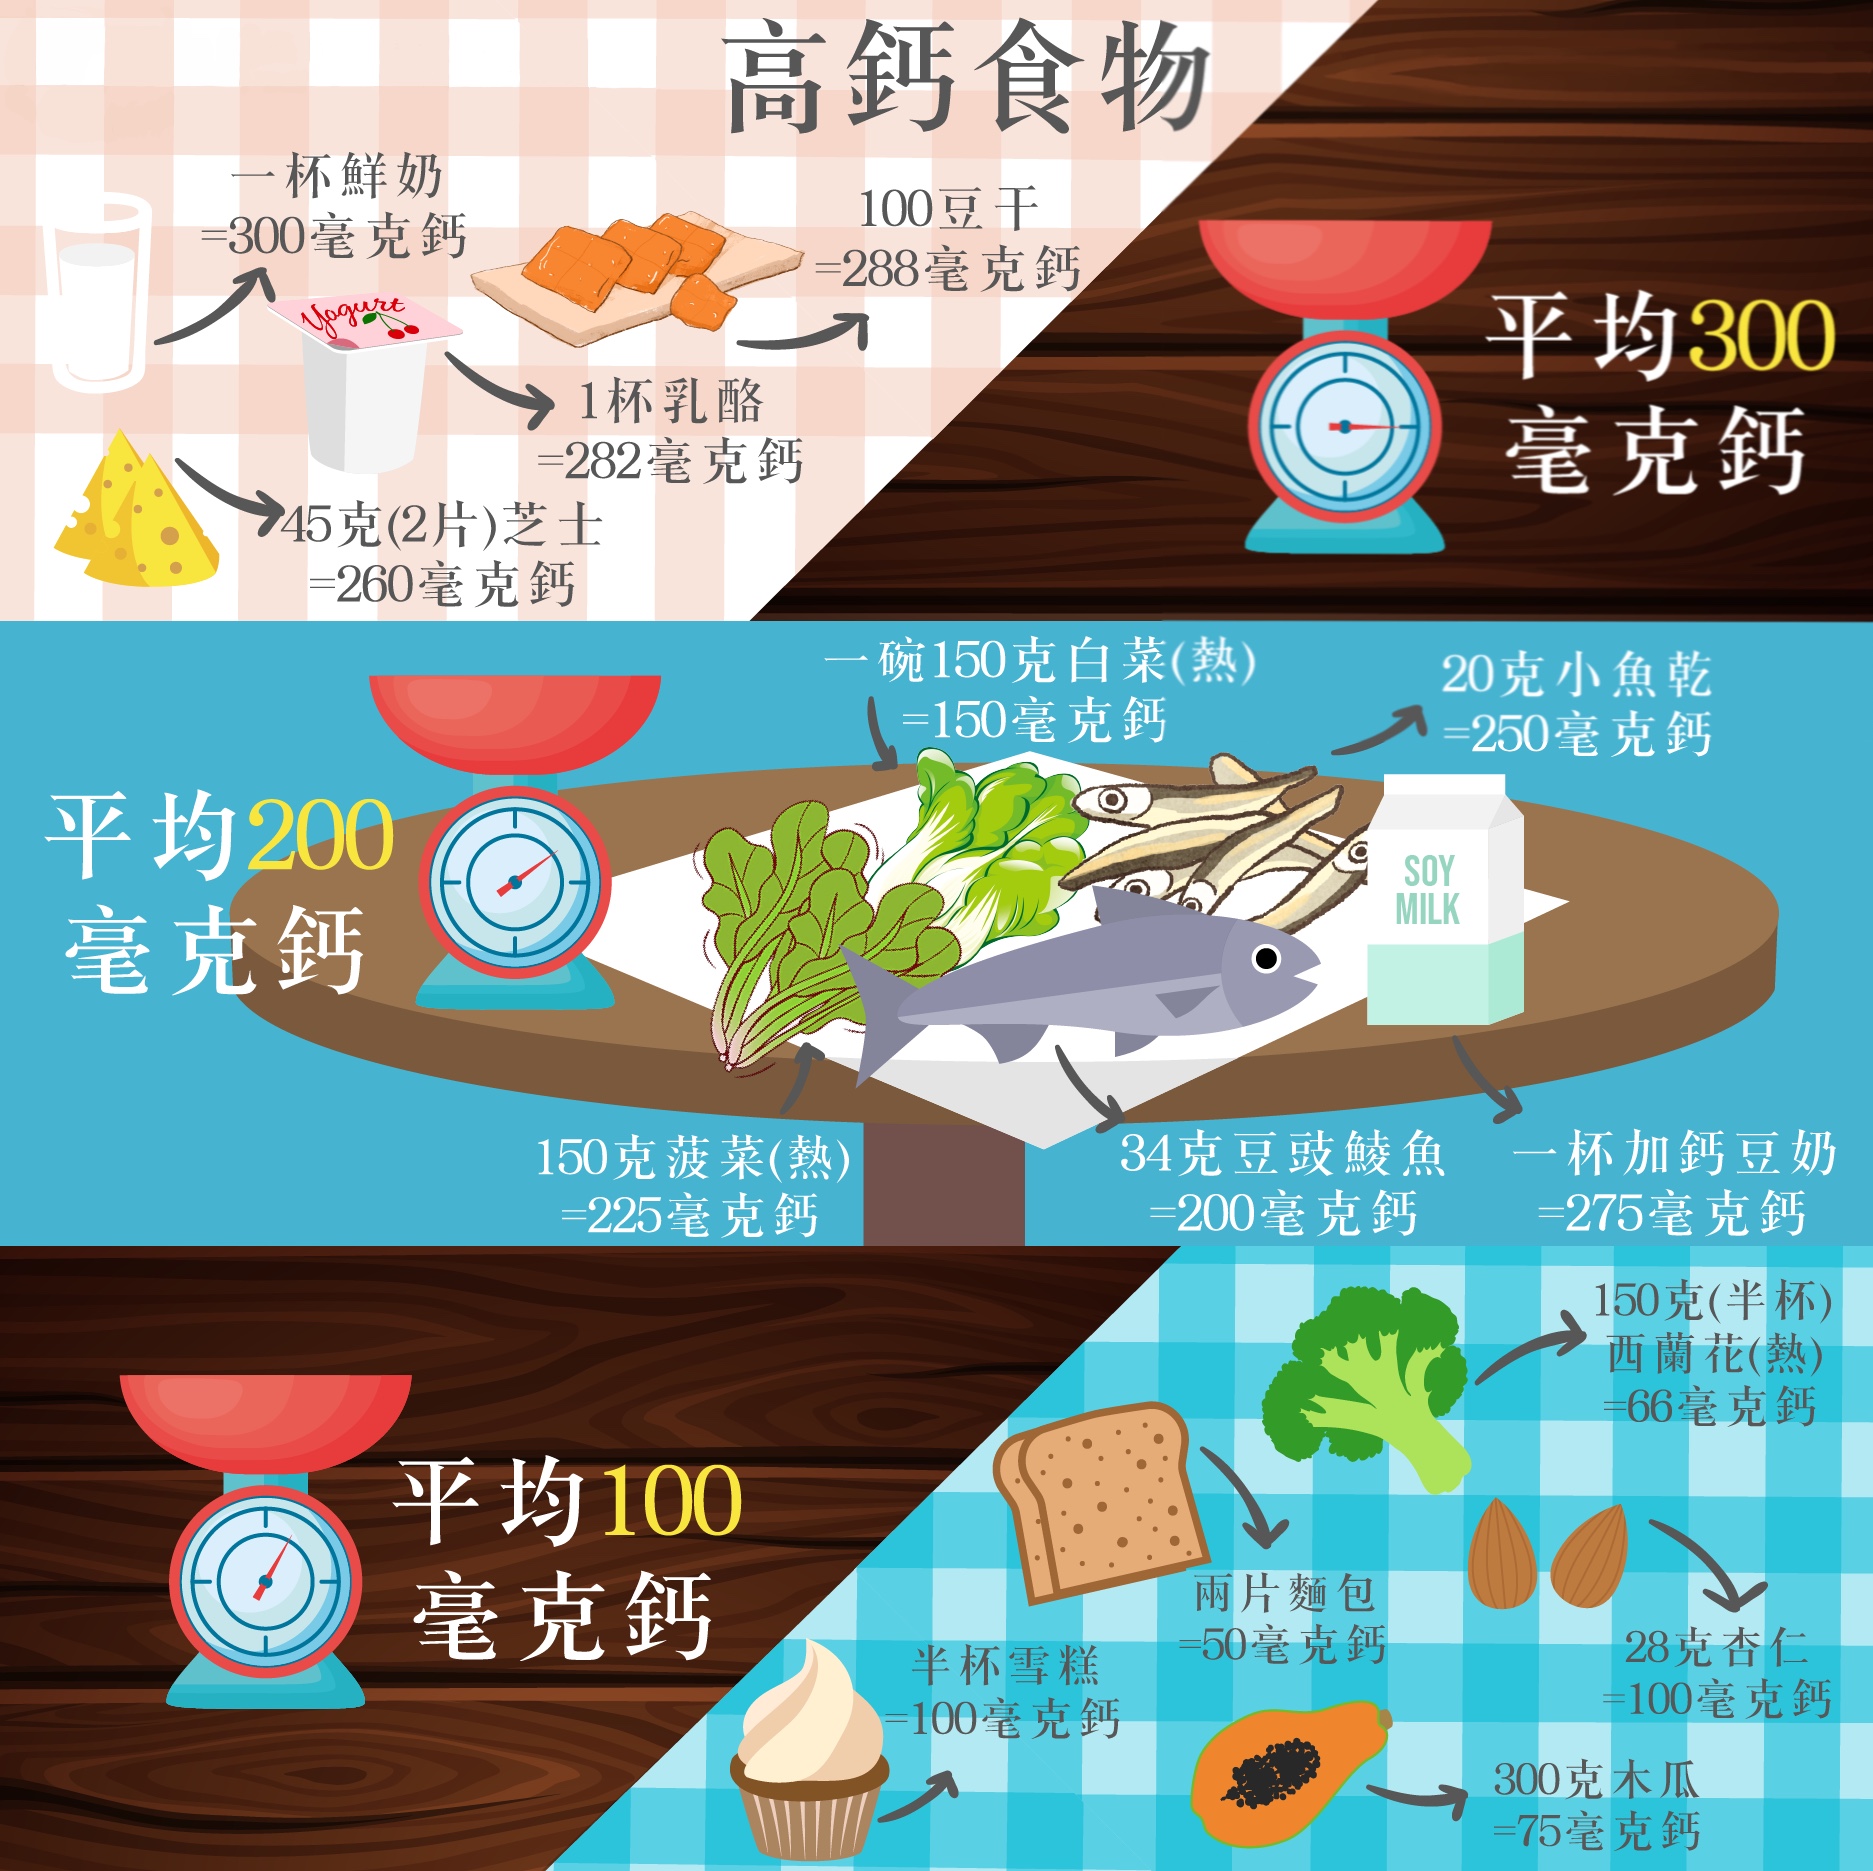 高鈣食物
一杯鮮奶
=300毫克鈣
100豆干
=288毫克鈣
Yogurt
1杯乳酪
=282毫克鈣
45克(2片)芝士
=260毫克鈣
平均300
毫克鈣
一碗150克白菜(熱)
=150毫克鈣
20克小魚乾
=250毫克鈣
平均200
毫克鈣
SOY
MILK
150克菠菜(熱)
=225毫克鈣
34克豆豉鯪魚
=200毫克鈣
一杯加鈣豆奶
=275毫克鈣
平均100
毫克鈣
150克(半杯)
西蘭花(熱)
=66毫克鈣
兩片麵包
=50毫克鈣
28克杏仁
=100毫克鈣
半杯雪糕
=100毫克鈣
300克木瓜
=75毫克鈣